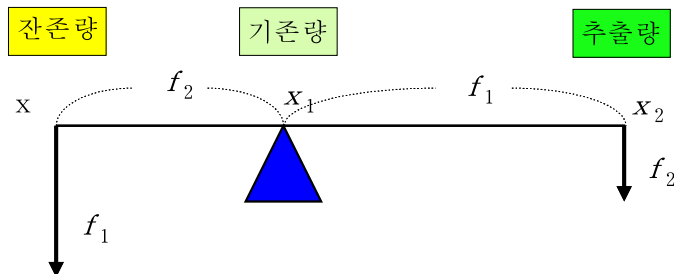 잔존량 기존량 추출량
x f₂ x₁ f₁ x₂
f₂
f₁